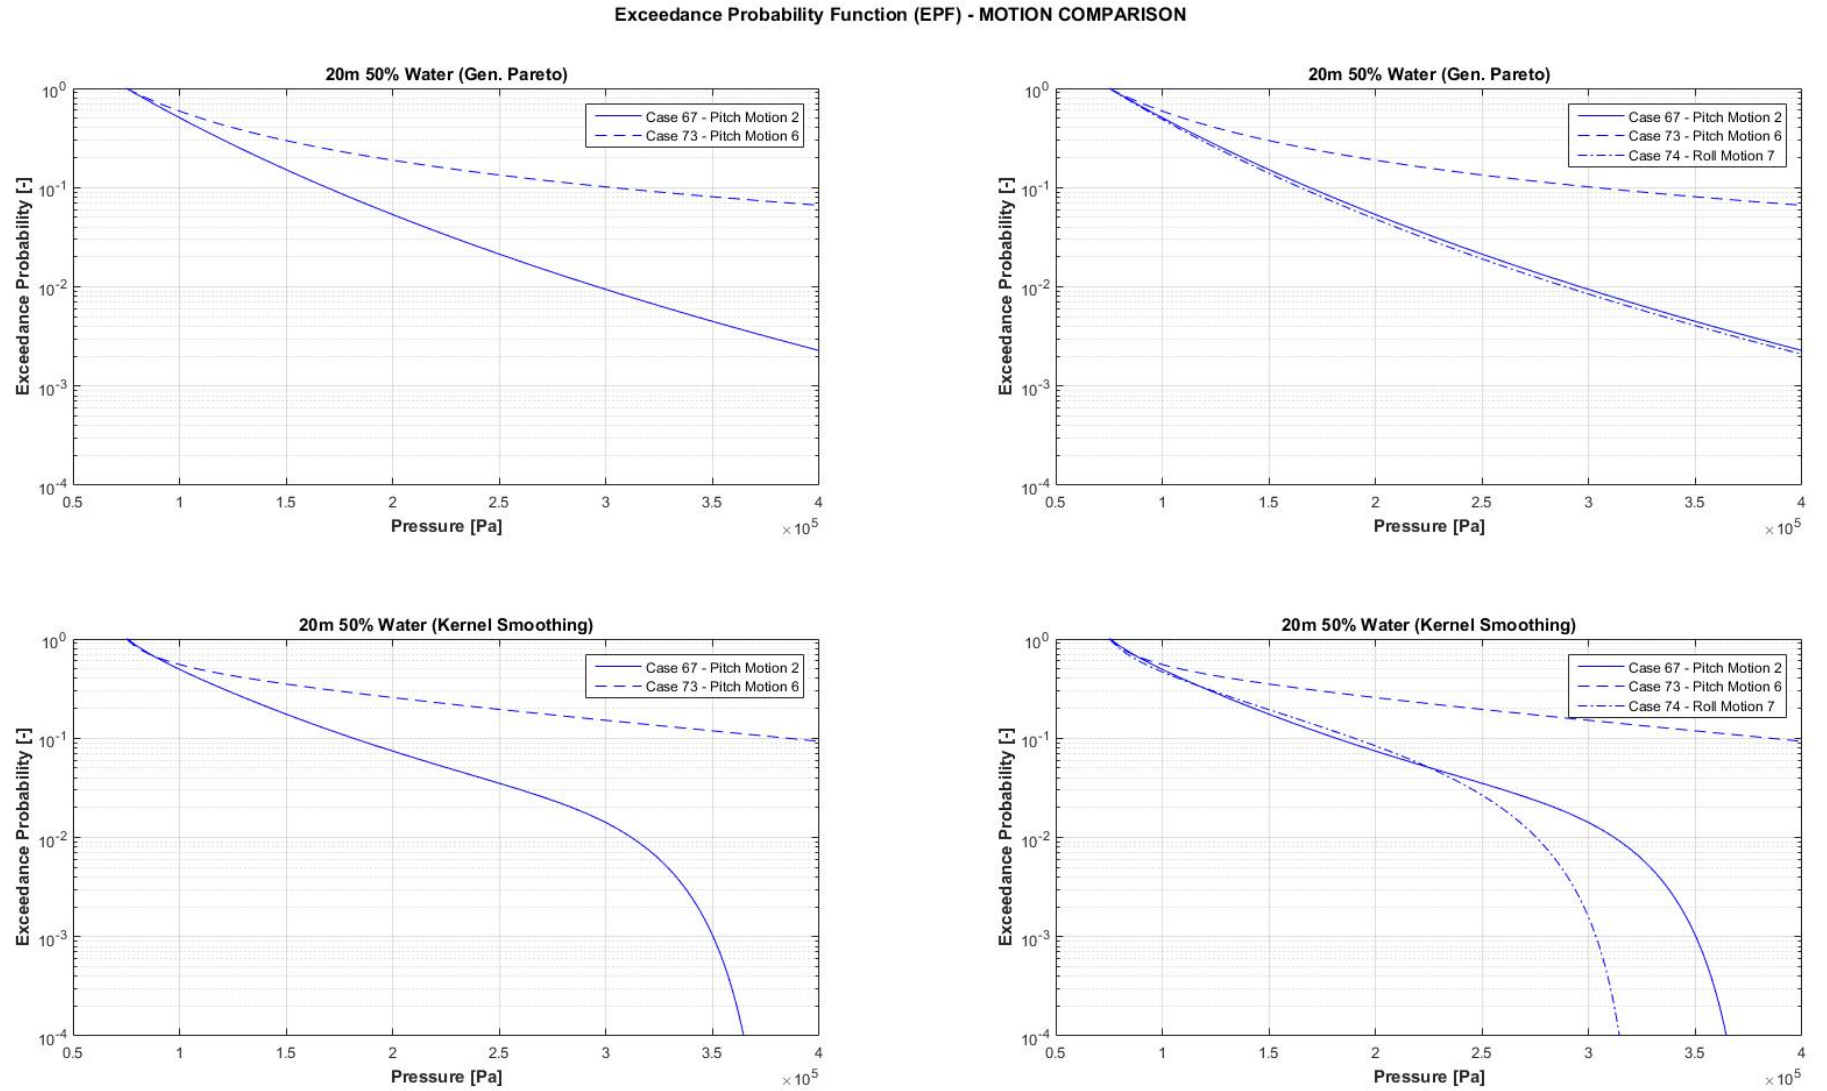 Exceedance Probability Function (EPF) - MOTION COMPARISON
20m 50% Water (Gen. Pareto)
Case 67 - Pitch Motion 2
Case 73 - Pitch Motion 6
Exceedance Probability [-]
10^0
10^-1
10^-2
10^-3
10^-4
0.5 1 1.5 2 2.5 3 3.5 4
Pressure [Pa]
×10^5
20m 50% Water (Gen. Pareto)
Case 67 - Pitch Motion 2
Case 73 - Pitch Motion 6
Case 74 - Roll Motion 7
Exceedance Probability [-]
10^0
10^-1
10^-2
10^-3
10^-4
0.5 1 1.5 2 2.5 3 3.5 4
Pressure [Pa]
×10^5
20m 50% Water (Kernel Smoothing)
Case 67 - Pitch Motion 2
Case 73 - Pitch Motion 6
Exceedance Probability [-]
10^0
10^-1
10^-2
10^-3
10^-4
0.5 1 1.5 2 2.5 3 3.5 4
Pressure [Pa]
×10^5
20m 50% Water (Kernel Smoothing)
Case 67 - Pitch Motion 2
Case 73 - Pitch Motion 6
Case 74 - Roll Motion 7
Exceedance Probability [-]
10^0
10^-1
10^-2
10^-3
10^-4
0.5 1 1.5 2 2.5 3 3.5 4
Pressure [Pa]
×10^5